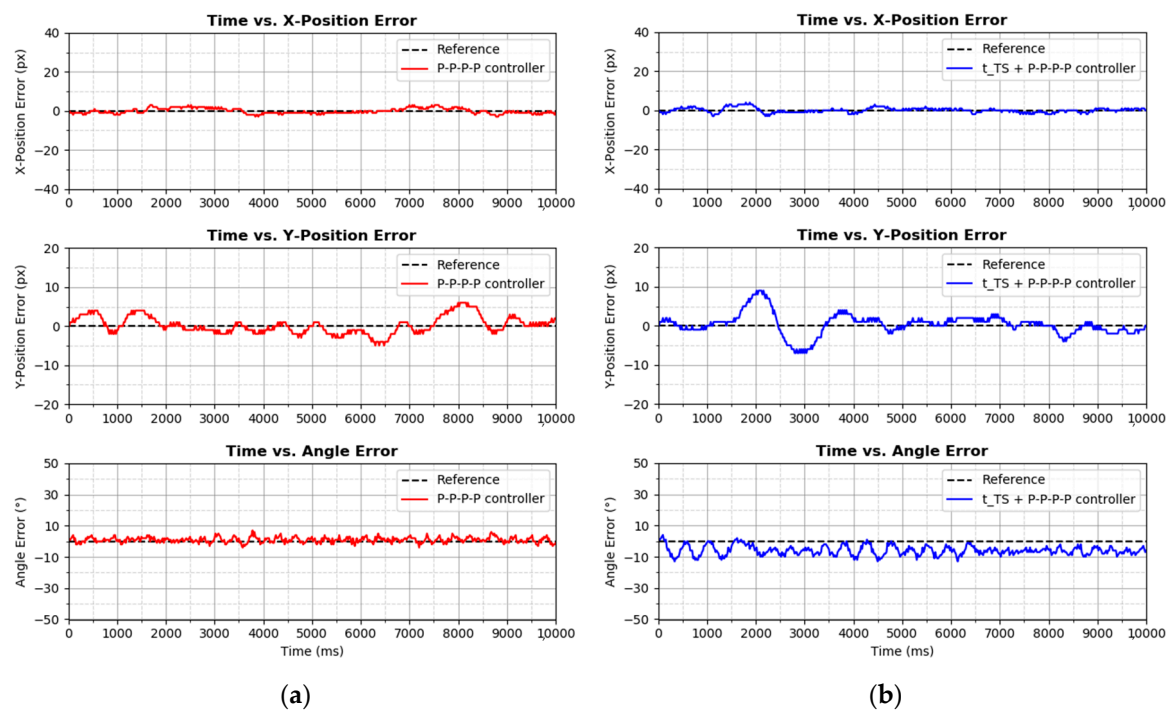 Time vs. X-Position Error
X-Position Error (px)
40
20
0
−20
−40
Reference
P-P-P-P controller
0 1000 2000 3000 4000 5000 6000 7000 8000 9000 10000
Time vs. Y-Position Error
Y-Position Error (px)
20
10
0
−10
−20
Reference
P-P-P-P controller
0 1000 2000 3000 4000 5000 6000 7000 8000 9000 10000
Time vs. Angle Error
Angle Error (°)
50
30
10
−10
−30
−50
Reference
P-P-P-P controller
0 1000 2000 3000 4000 5000 6000 7000 8000 9000 10000
Time (ms)
(a)
Time vs. X-Position Error
X-Position Error (px)
40
20
0
−20
−40
Reference
t_TS + P-P-P-P controller
0 1000 2000 3000 4000 5000 6000 7000 8000 9000 10000
Time vs. Y-Position Error
Y-Position Error (px)
20
10
0
−10
−20
Reference
t_TS + P-P-P-P controller
0 1000 2000 3000 4000 5000 6000 7000 8000 9000 10000
Time vs. Angle Error
Angle Error (°)
50
30
10
−10
−30
−50
Reference
t_TS + P-P-P-P controller
0 1000 2000 3000 4000 5000 6000 7000 8000 9000 10000
Time (ms)
(b)